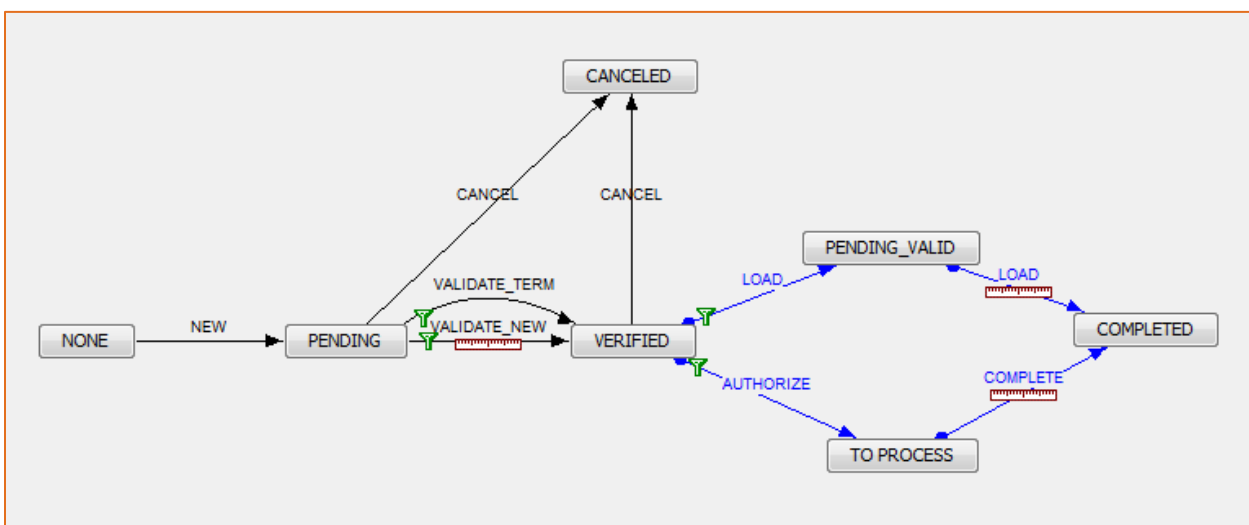 CANCELED
CANCEL
CANCEL
PENDING_VALID
VALIDATE_TERM
LOAD
LOAD
NEW
VALIDATE_NEW
NONE
PENDING
VERIFIED
COMPLETED
AUTHORIZE
COMPLETE
TO PROCESS